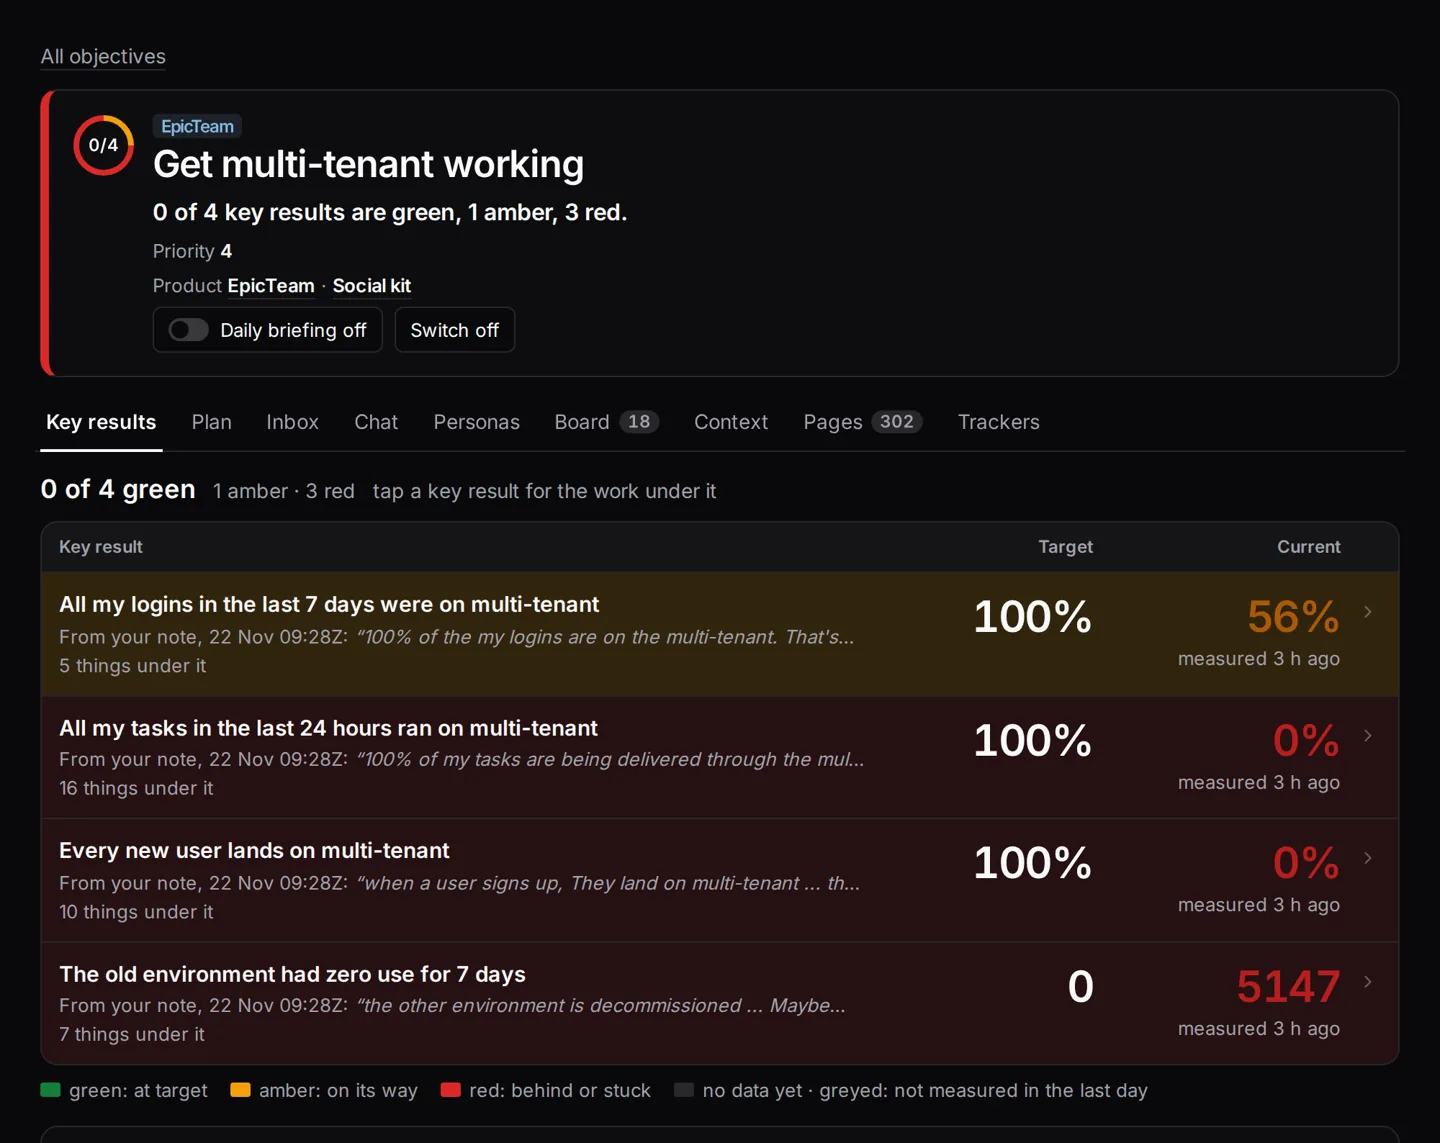 All objectives
0/4
EpicTeam
Get multi-tenant working
0 of 4 key results are green, 1 amber, 3 red.
Priority 4
Product EpicTeam · Social kit
Daily briefing off
Switch off
Key results Plan Inbox Chat Personas Board 18 Context Pages 302 Trackers
0 of 4 green 1 amber · 3 red tap a key result for the work under it
Key result Target Current
All my logins in the last 7 days were on multi-tenant 100% 56%
From your note, 22 Nov 09:28Z: “100% of the my logins are on the multi-tenant. That's...
measured 3 h ago
5 things under it
All my tasks in the last 24 hours ran on multi-tenant 100% 0%
From your note, 22 Nov 09:28Z: “100% of my tasks are being delivered through the mul...
measured 3 h ago
16 things under it
Every new user lands on multi-tenant 100% 0%
From your note, 22 Nov 09:28Z: “when a user signs up, They land on multi-tenant ... th...
measured 3 h ago
10 things under it
The old environment had zero use for 7 days 0 5147
From your note, 22 Nov 09:28Z: “the other environment is decommissioned ... Maybe...
measured 3 h ago
7 things under it
green: at target amber: on its way red: behind or stuck no data yet · greyed: not measured in the last day